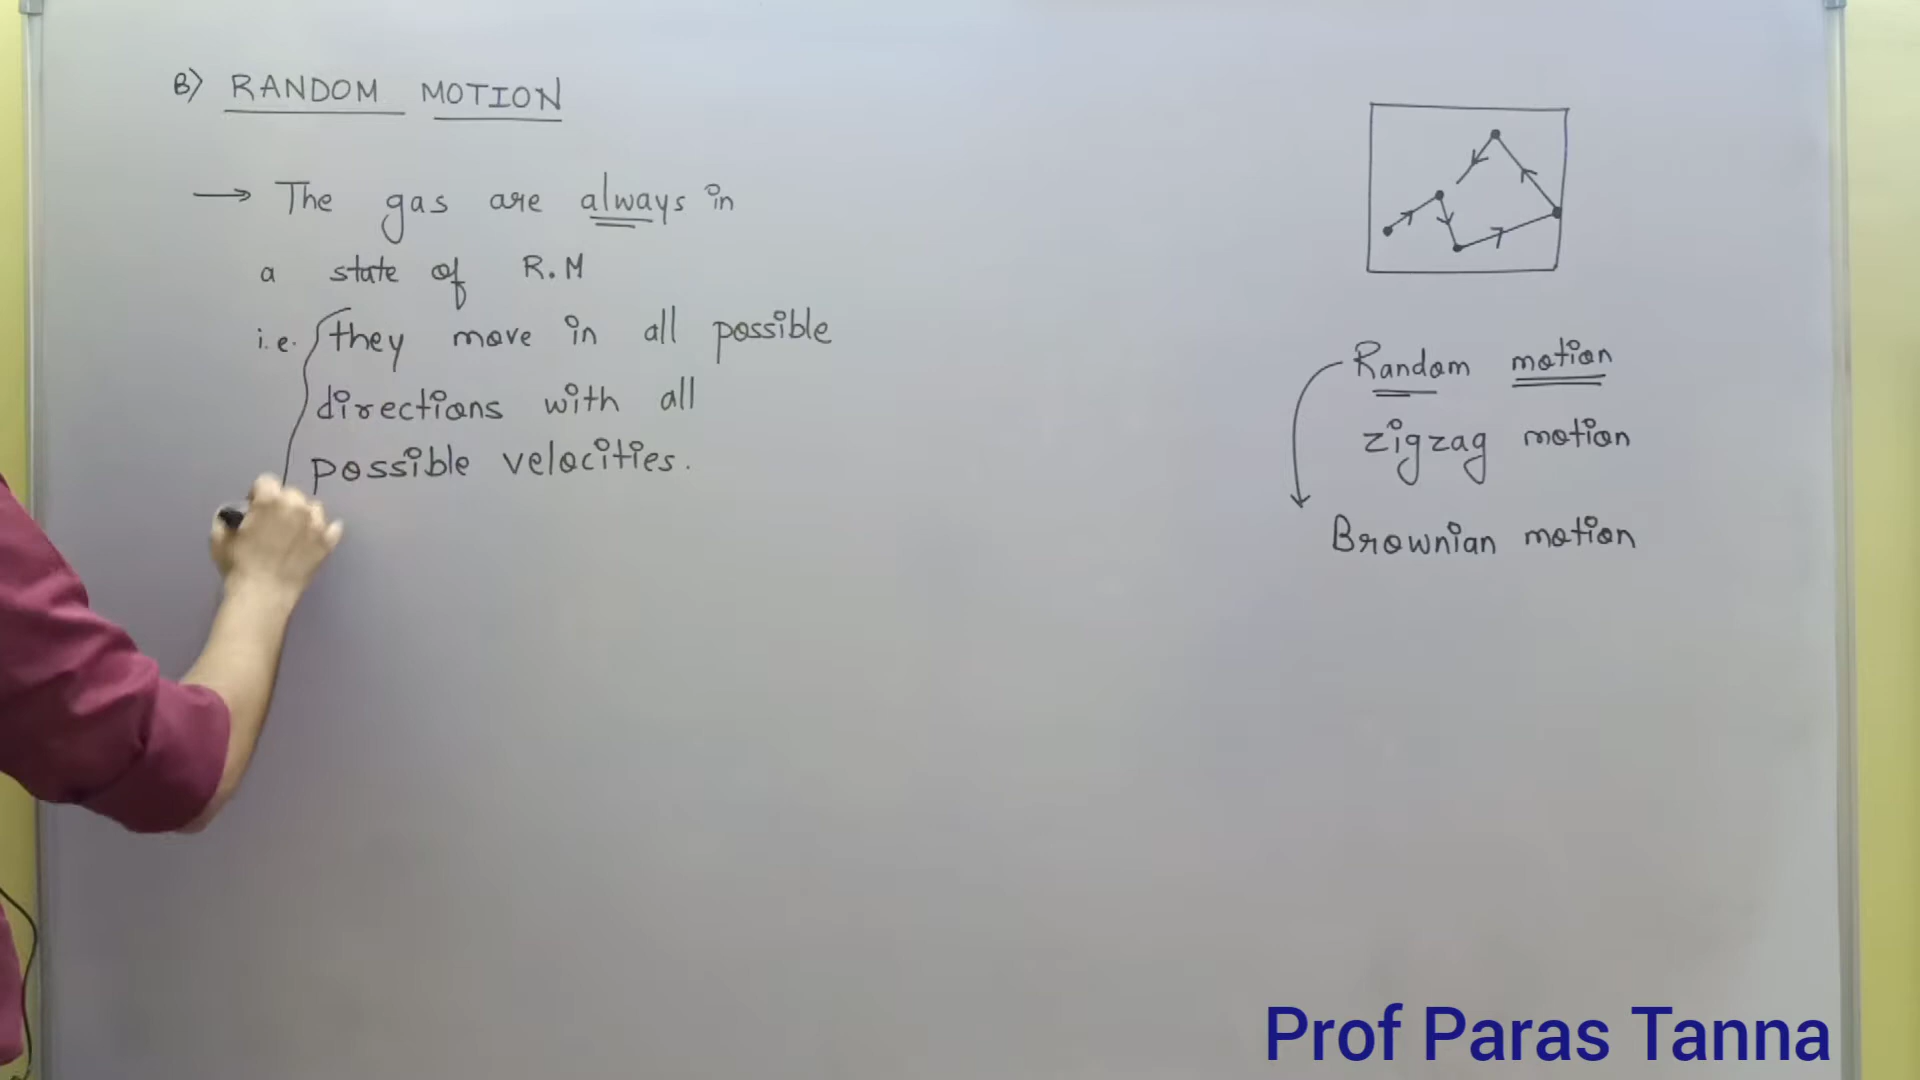 B) RANDOM MOTION
→ The gas are always in
a state of R.M
i.e. they move in all possible
directions with all
possible velocities.
Random motion
zigzag motion
Brownian motion
Prof Paras Tanna